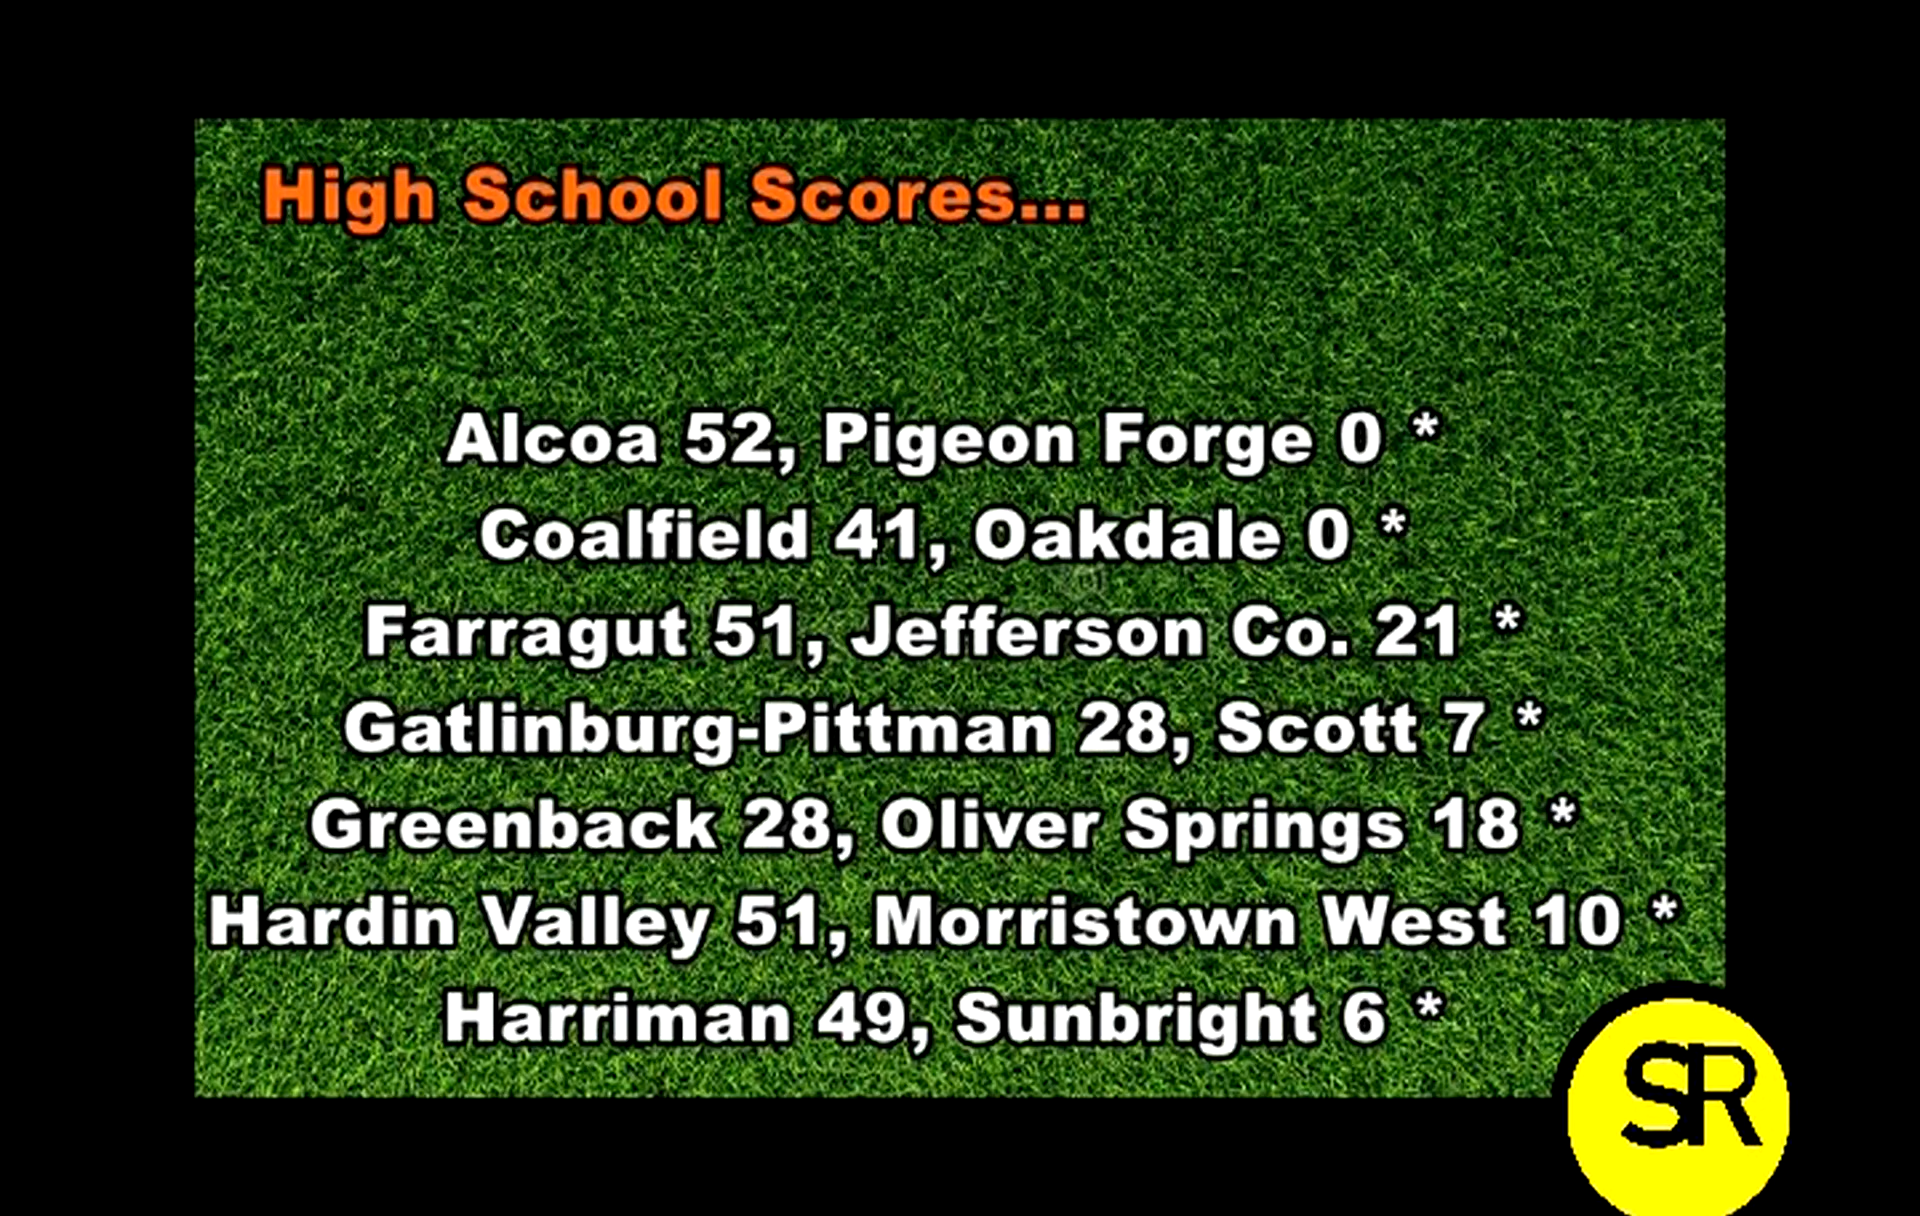 High School Scores...
Alcoa 52, Pigeon Forge 0 *
Coalfield 41, Oakdale 0 *
Farragut 51, Jefferson Co. 21 *
Gatlinburg-Pittman 28, Scott 7 *
Greenback 28, Oliver Springs 18 *
Hardin Valley 51, Morristown West 10 *
Harriman 49, Sunbright 6 *
SR